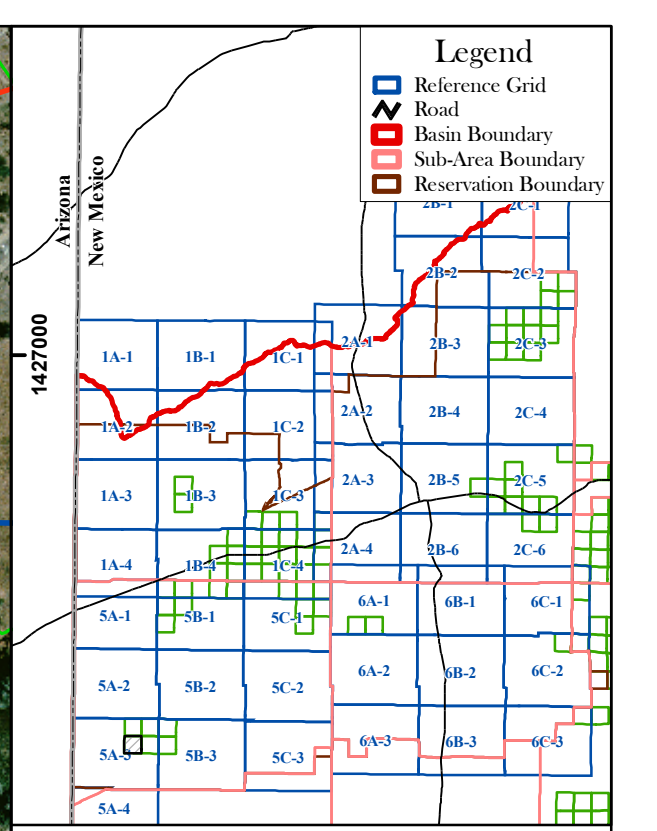 Legend
Reference Grid
Road
Basin Boundary
Sub-Area Boundary
Reservation Boundary
Arizona
New Mexico
1427000
2B-1
2C-1
2B-2
2C-2
1A-1
1B-1
1C-1
2A-1
2B-3
2C-3
1A-2
1B-2
1C-2
2A-2
2B-4
2C-4
1A-3
1B-3
1C-3
2A-3
2B-5
2C-5
1A-4
1B-4
1C-4
2A-4
2B-6
2C-6
5A-1
5B-1
5C-1
6A-1
6B-1
6C-1
5A-2
5B-2
5C-2
6A-2
6B-2
6C-2
5A-3
5B-3
5C-3
6A-3
6B-3
6C-3
5A-4